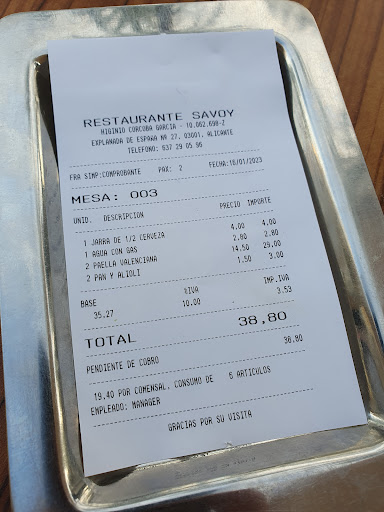 RESTAURANTE SAVOY
HIGINIO CORCOBA GARCIA - 10.062.698-Z
EXPLANADA DE ESPAÑA Nº 27, 03001, ALICANTE
TELEFONO: 637 29 05 96
FRA SIMP:COMPROBANTE PAX: 2 FECHA:18/01/2023
MESA: 003
UNID. DESCRIPCION PRECIO IMPORTE
1 JARRA DE 1/2 CERVEZA 4.00 4.00
1 AGUA CON GAS 2.80 2.80
2 PAELLA VALENCIANA 14.50 29.00
2 PAN Y ALIOLI 1.50 3.00
BASE %IVA IMP.IVA
35.27 10.00 3.53
TOTAL 38,80
PENDIENTE DE COBRO 38,80
19.40 POR COMENSAL. CONSUMO DE 6 ARTICULOS
EMPLEADO: MANAGER
GRACIAS POR SU VISITA